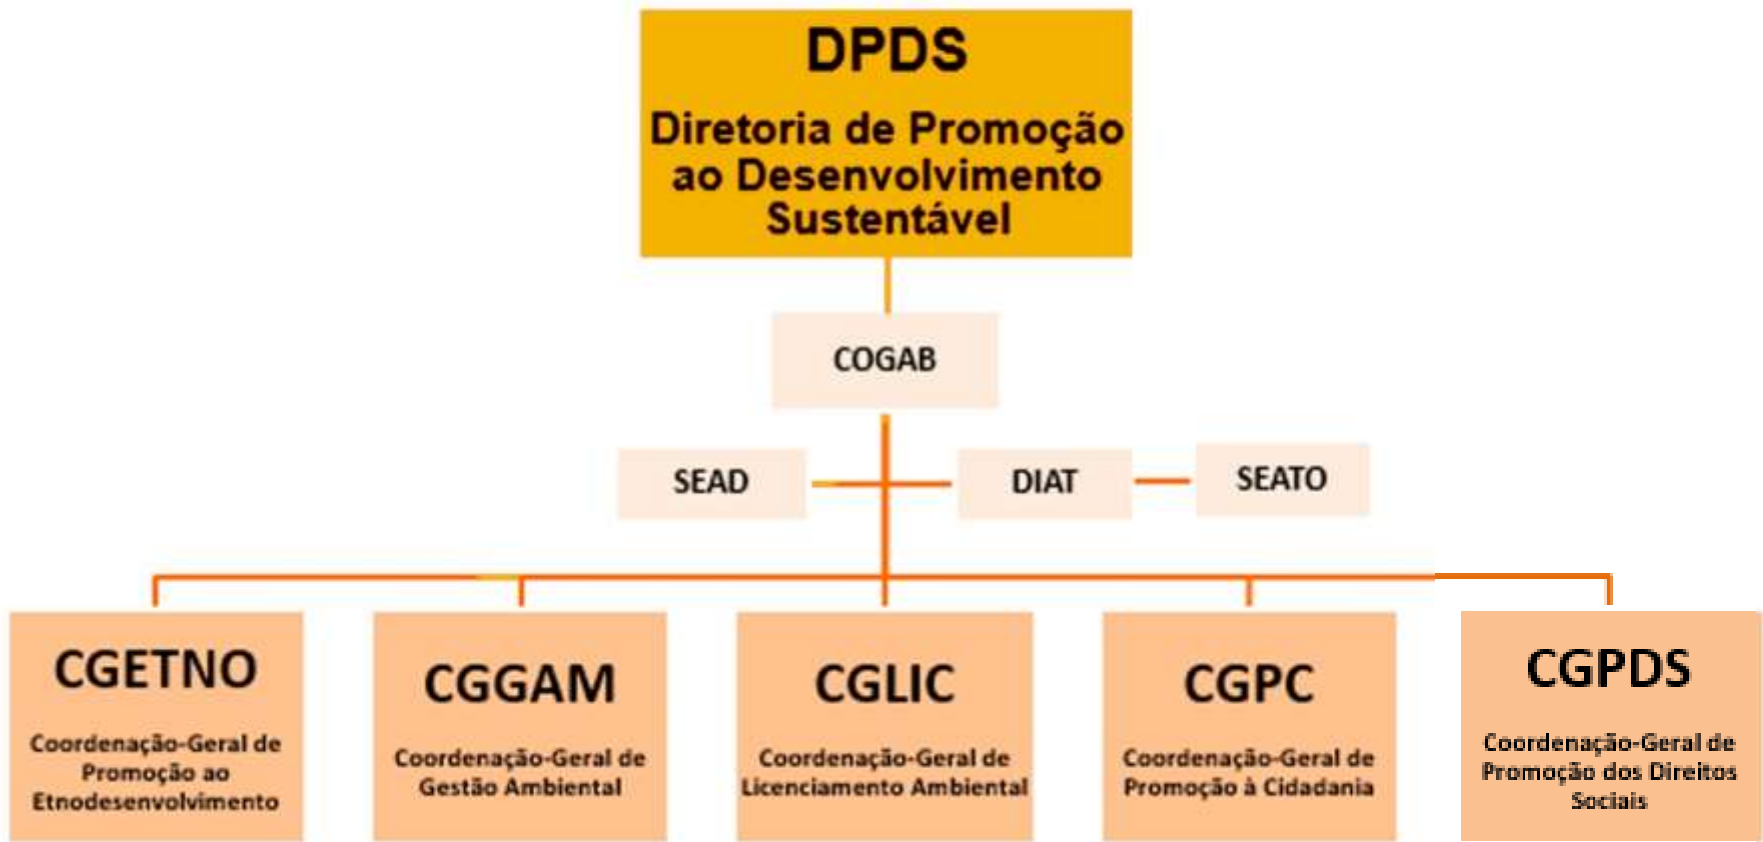 DPDS
Diretoria de Promoção
ao Desenvolvimento
Sustentável
COGAB
SEAD
DIAT
SEATO
CGETNO
Coordenação-Geral de
Promoção ao
Etnodesenvolvimento
CGGAM
Coordenação-Geral de
Gestão Ambiental
CGLIC
Coordenação-Geral de
Licenciamento Ambiental
CGPC
Coordenação-Geral de
Promoção à Cidadania
CGPDS
Coordenação-Geral de
Promoção dos Direitos
Sociais